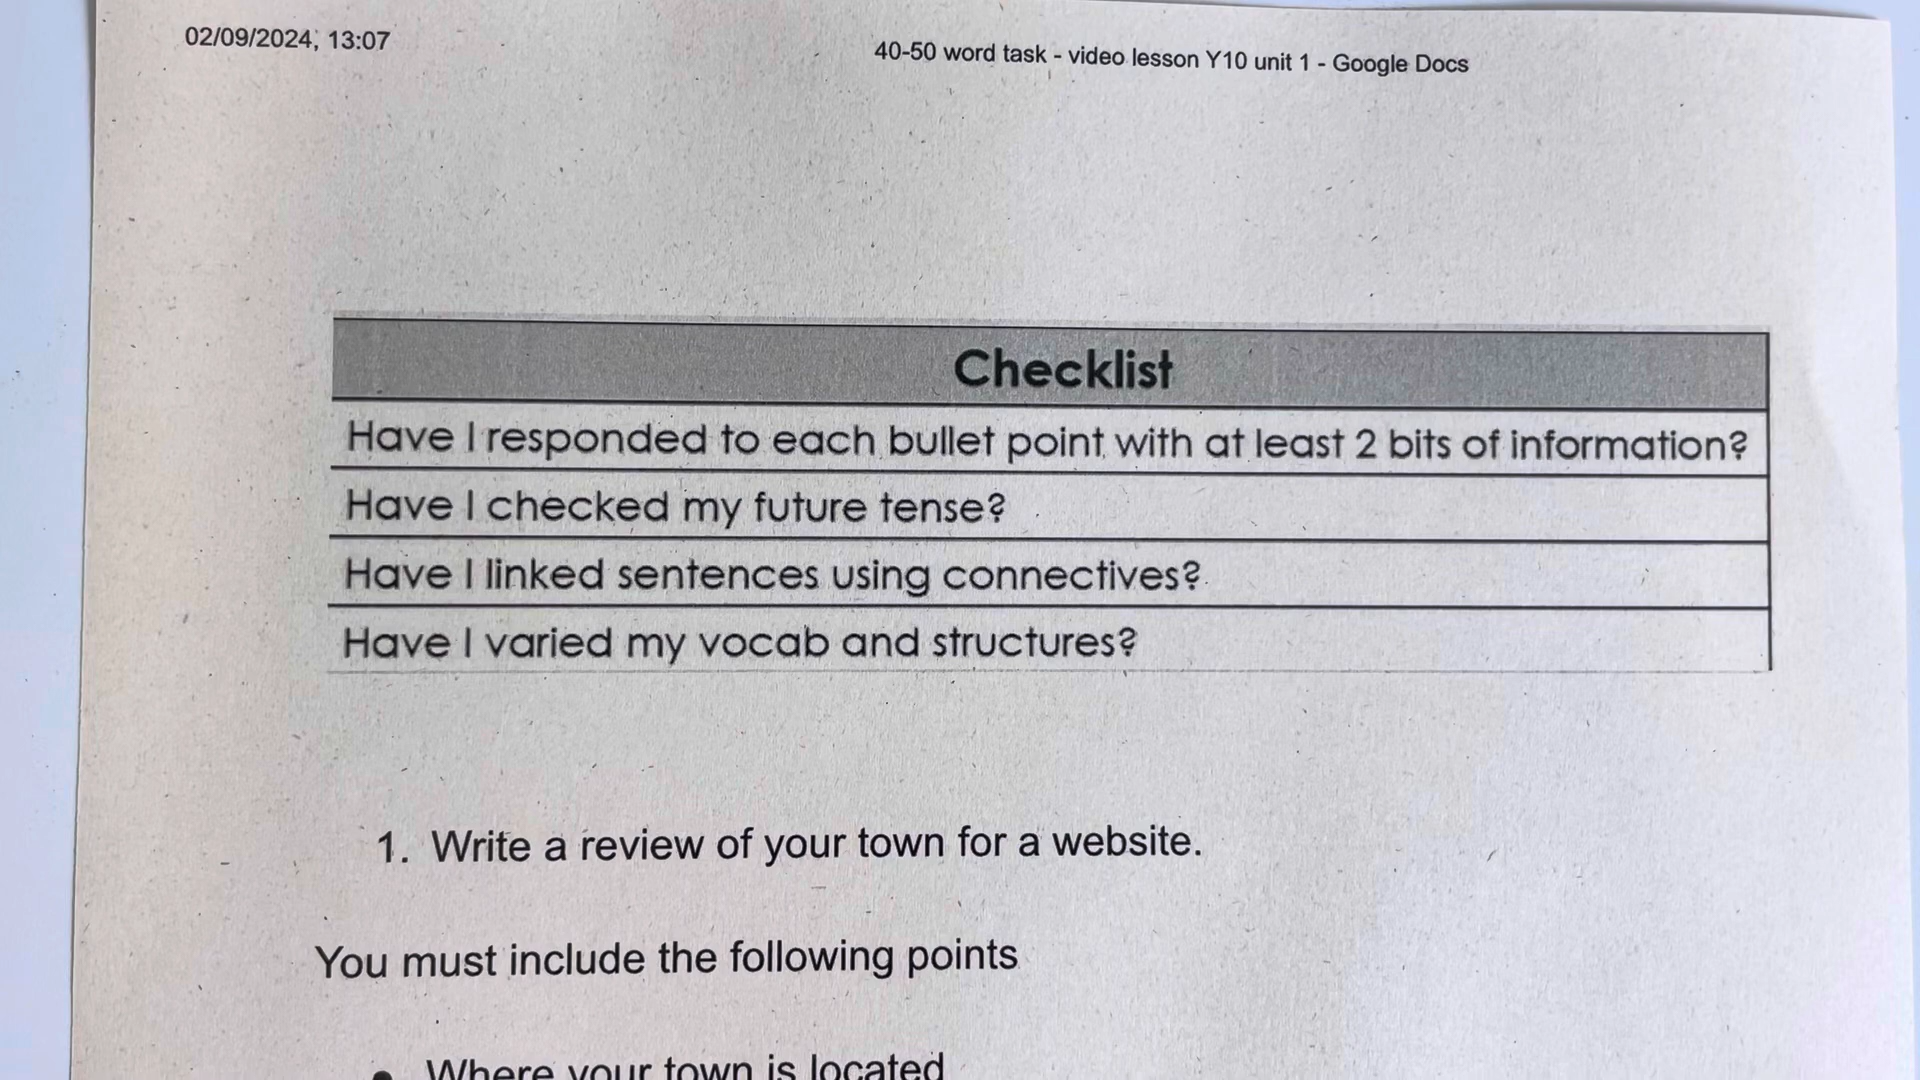 02/09/2024, 13:07
40-50 word task - video lesson Y10 unit 1 - Google Docs
Checklist
Have I responded to each bullet point with at least 2 bits of information?
Have I checked my future tense?
Have I linked sentences using connectives?
Have I varied my vocab and structures?
1. Write a review of your town for a website.
You must include the following points
• Where your town is located